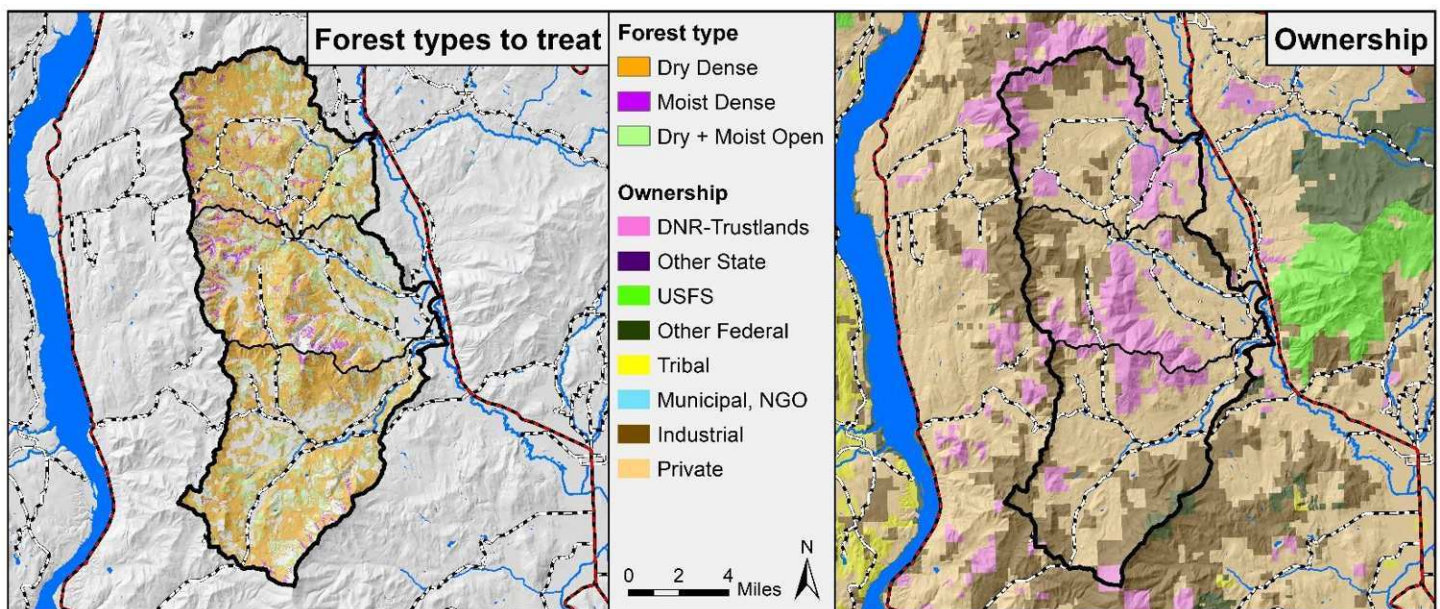 Forest types to treat
Forest type
Dry Dense
Moist Dense
Dry + Moist Open
Ownership
DNR-Trustlands
Other State
USFS
Other Federal
Tribal
Municipal, NGO
Industrial
Private
N
0 2 4
Miles
Ownership